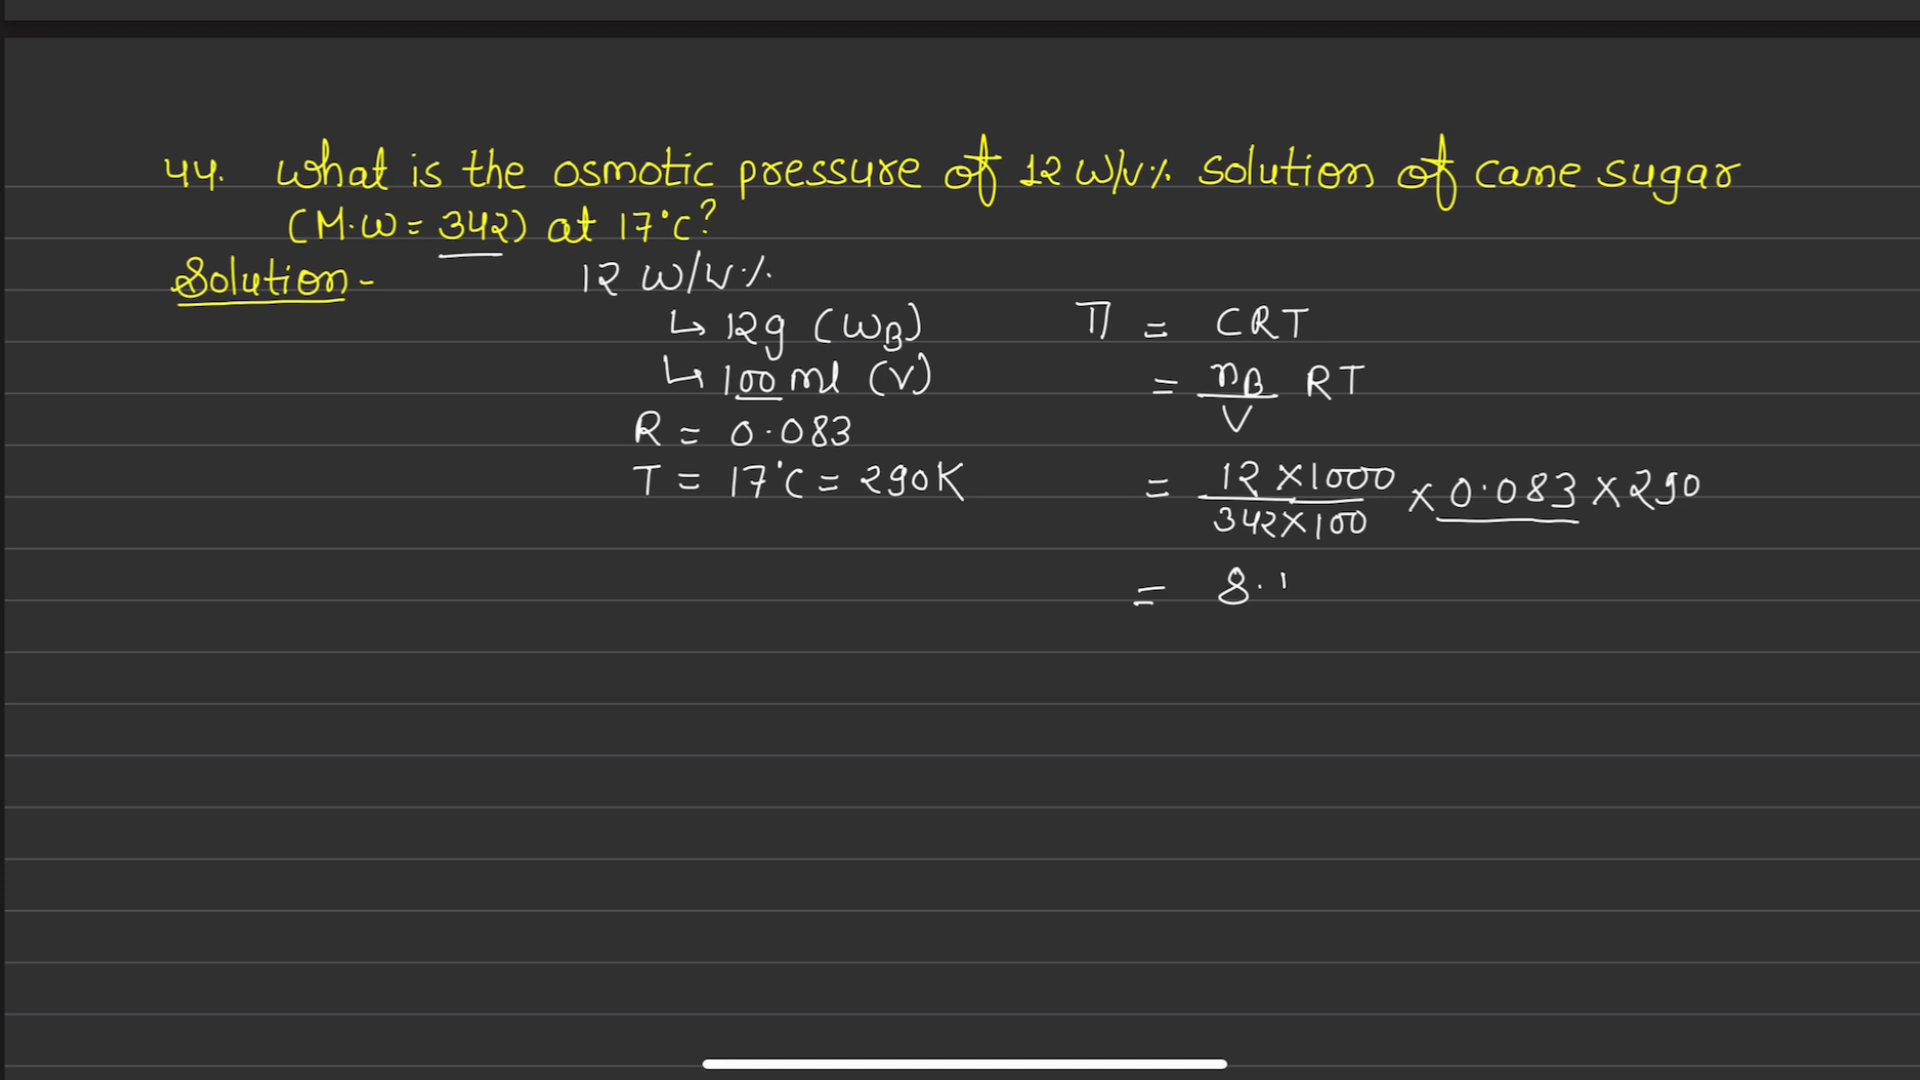 44. What is the osmotic pressure of 12 W/V% solution of cane sugar
(M.W = 342) at 17°C?
Solution-
12 W/V%
↳ 12g (WB)
↳ 100 ml (V)
R = 0.083
T = 17°C = 290K
π = CRT
= nB/V RT
= 12 × 1000 / 342 × 100 × 0.083 × 290
= 8.1